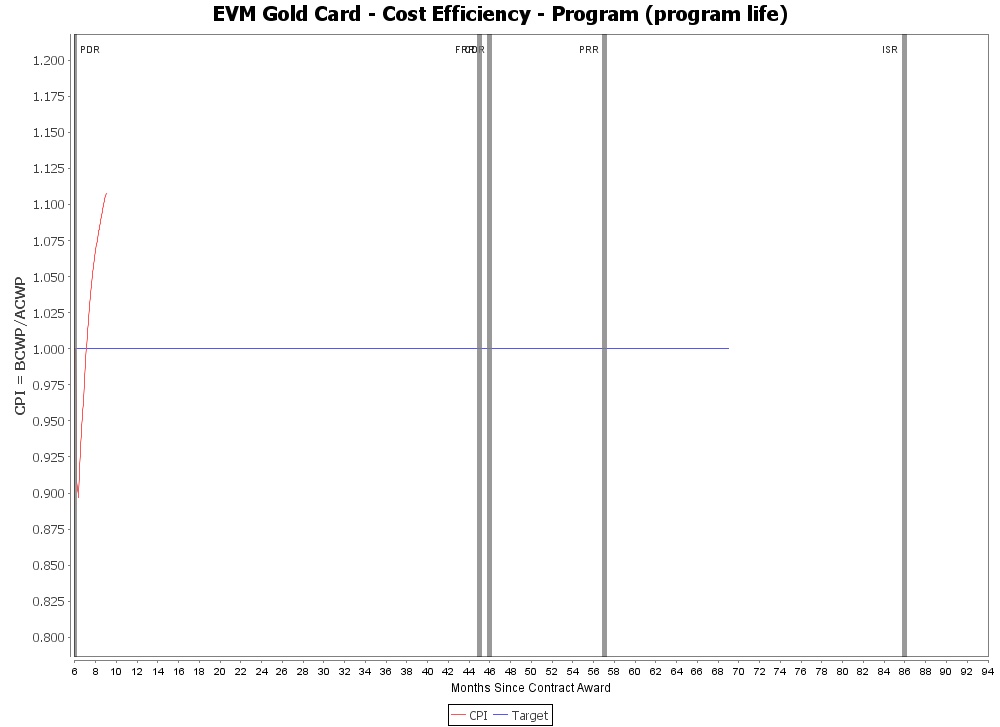 EVM Gold Card - Cost Efficiency - Program (program life)
PDR
FRR
CDR
PRR
ISR
1.200
1.175
1.150
1.125
1.100
1.075
1.050
1.025
1.000
0.975
0.950
0.925
0.900
0.875
0.850
0.825
0.800
CPI = BCWP/ACWP
6 8 10 12 14 16 18 20 22 24 26 28 30 32 34 36 38 40 42 44 46 48 50 52 54 56 58 60 62 64 66 68 70 72 74 76 78 80 82 84 86 88 90 92 94
Months Since Contract Award
CPI Target